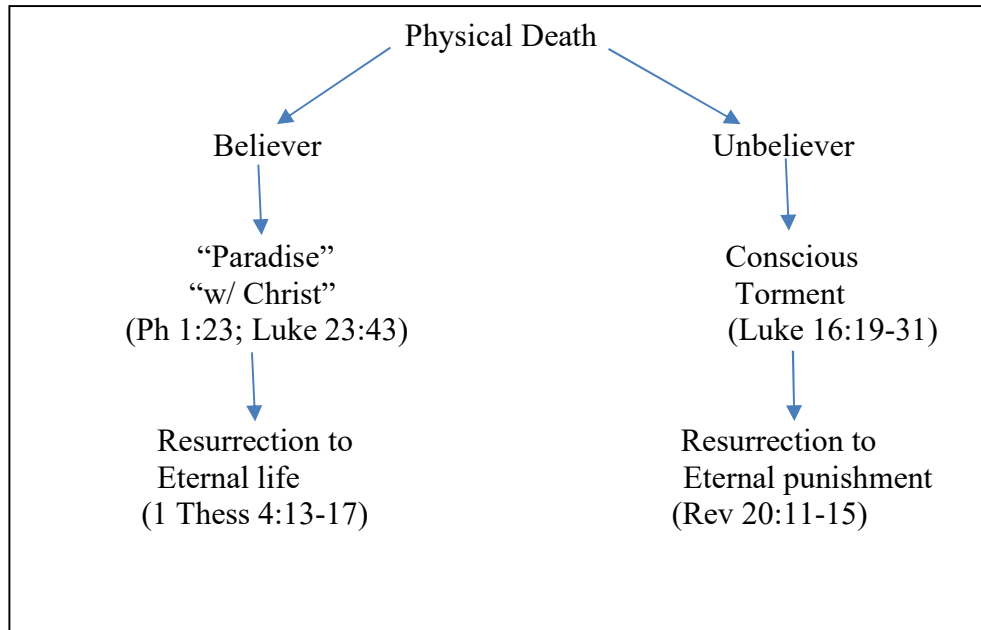 Physical Death
Believer
Unbeliever
“Paradise”
“w/ Christ”
(Ph 1:23; Luke 23:43)
Conscious
Torment
(Luke 16:19-31)
Resurrection to
Eternal life
(1 Thess 4:13-17)
Resurrection to
Eternal punishment
(Rev 20:11-15)